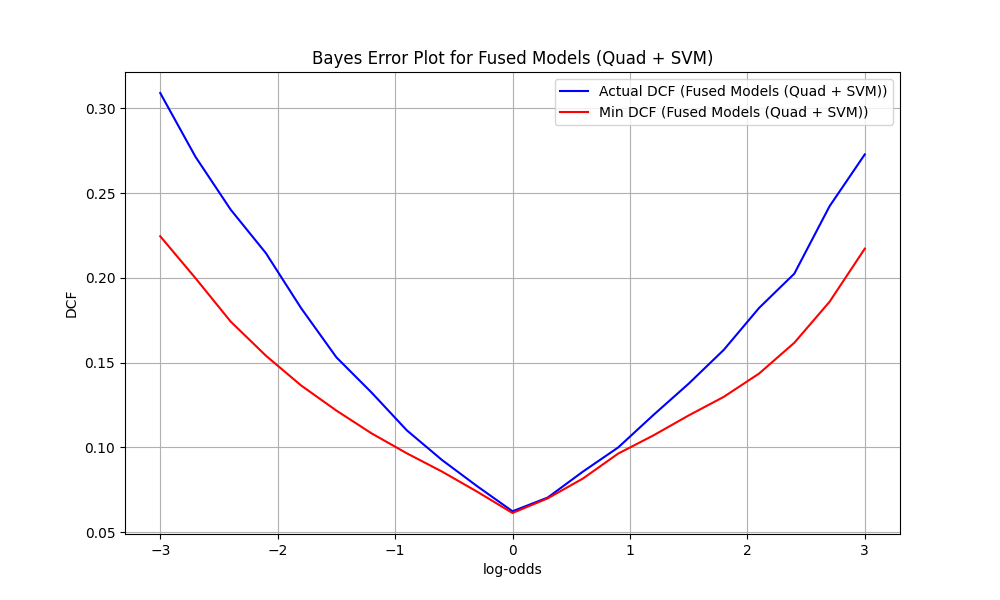 Bayes Error Plot for Fused Models (Quad + SVM)
Actual DCF (Fused Models (Quad + SVM))
Min DCF (Fused Models (Quad + SVM))
DCF
0.30
0.25
0.20
0.15
0.10
0.05
−3
−2
−1
0
1
2
3
log-odds